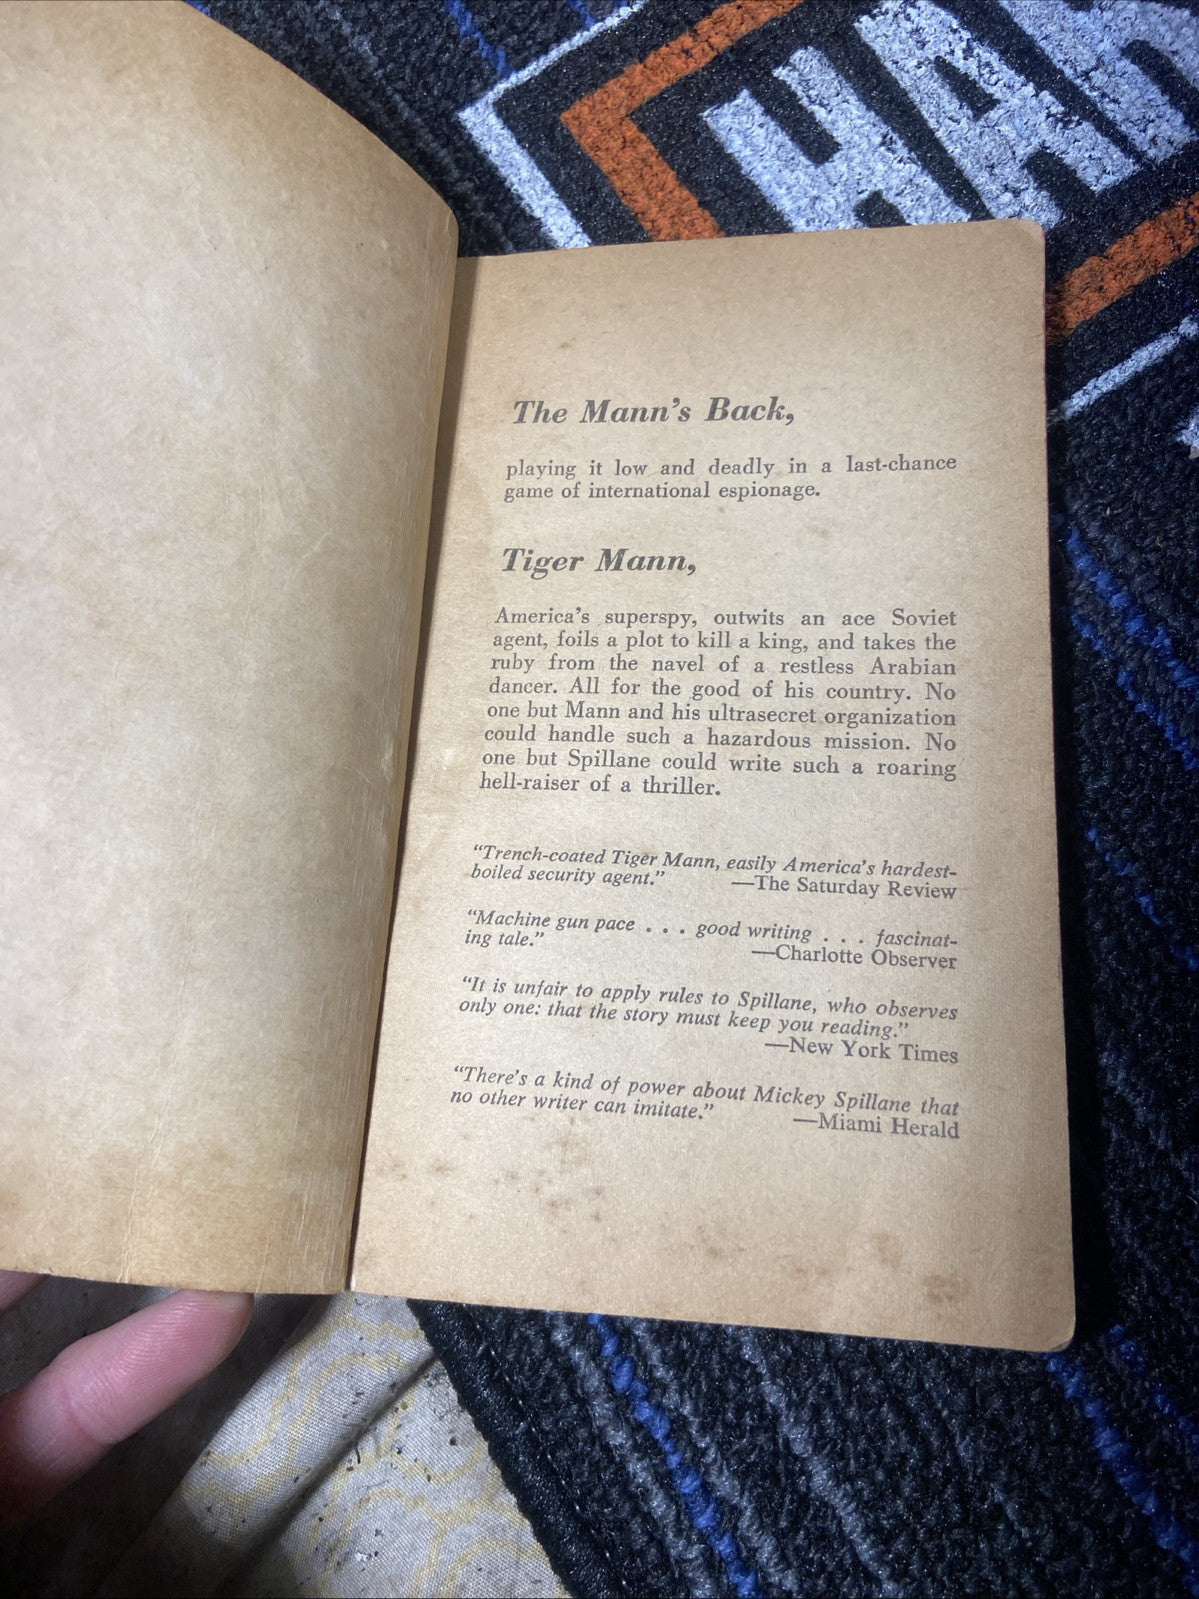 HAR
The Mann's Back,
playing it low and deadly in a last-chance
game of international espionage.
Tiger Mann,
America's superspy, outwits an ace Soviet
agent, foils a plot to kill a king, and takes the
ruby from the navel of a restless Arabian
dancer. All for the good of his country. No
one but Mann and his ultrasecret organization
could handle such a hazardous mission. No
one but Spillane could write such a roaring
hell-raiser of a thriller.
"Trench-coated Tiger Mann, easily America's hardest-
boiled security agent." —The Saturday Review
"Machine gun pace . . . good writing . . . fascinat-
ing tale." —Charlotte Observer
"It is unfair to apply rules to Spillane, who observes
only one: that the story must keep you reading."
—New York Times
"There's a kind of power about Mickey Spillane that
no other writer can imitate." —Miami Herald